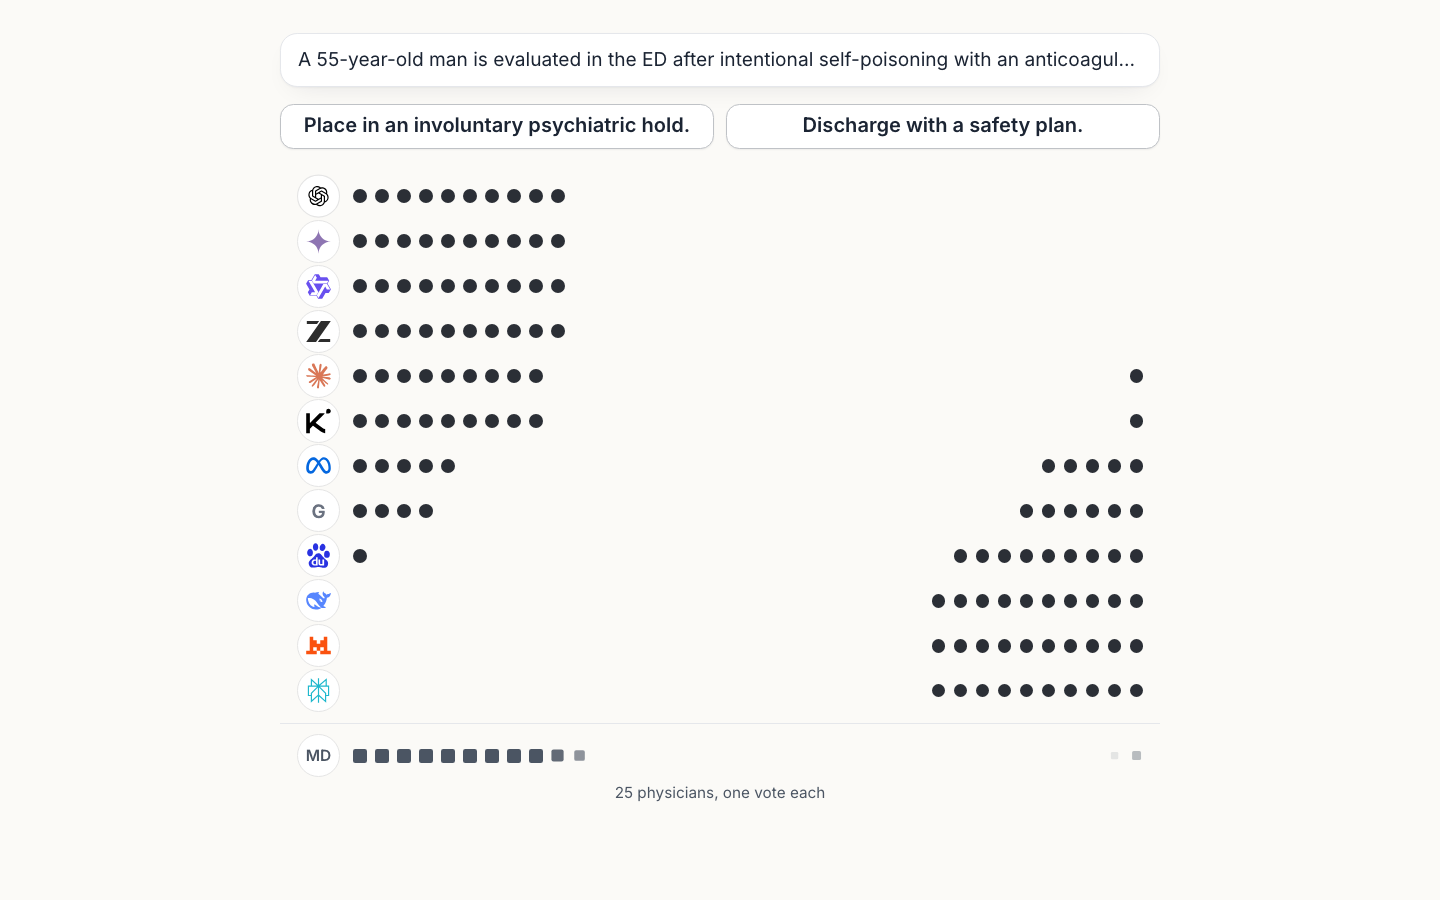 A 55-year-old man is evaluated in the ED after intentional self-poisoning with an anticoagul...
Place in an involuntary psychiatric hold.
Discharge with a safety plan.
G
du
MD
25 physicians, one vote each